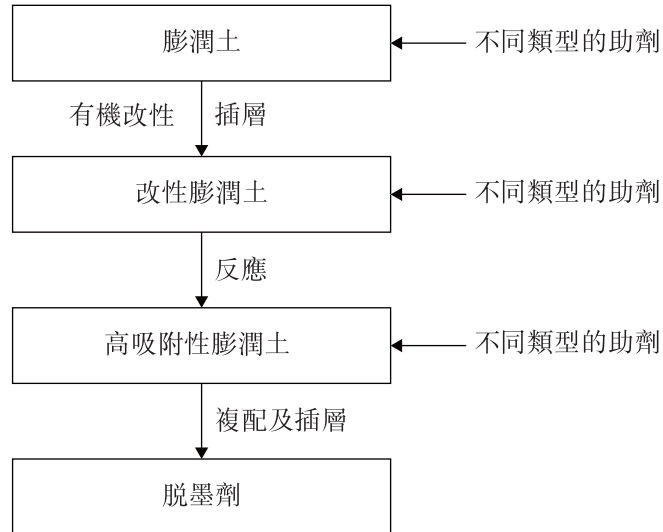 膨潤土
不同類型的助劑
有機改性 插層
改性膨潤土
不同類型的助劑
反應
高吸附性膨潤土
不同類型的助劑
複配及插層
脱墨劑